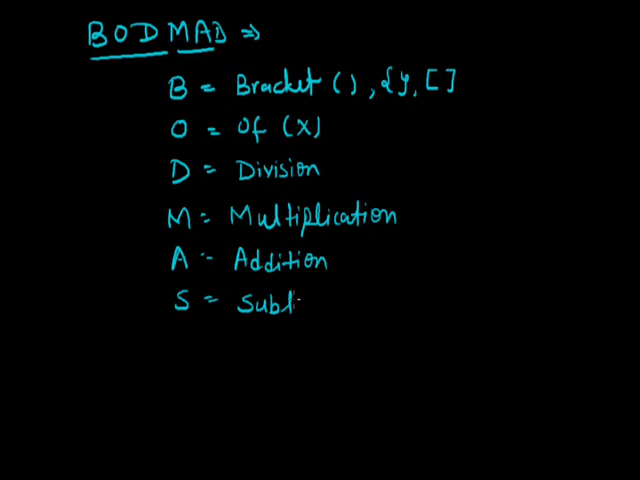 BODMAD ⇒
B = Bracket ( ) , { } , [ ]
O = of (x)
D = Division
M = Multiplication
A = Addition
S = Subt